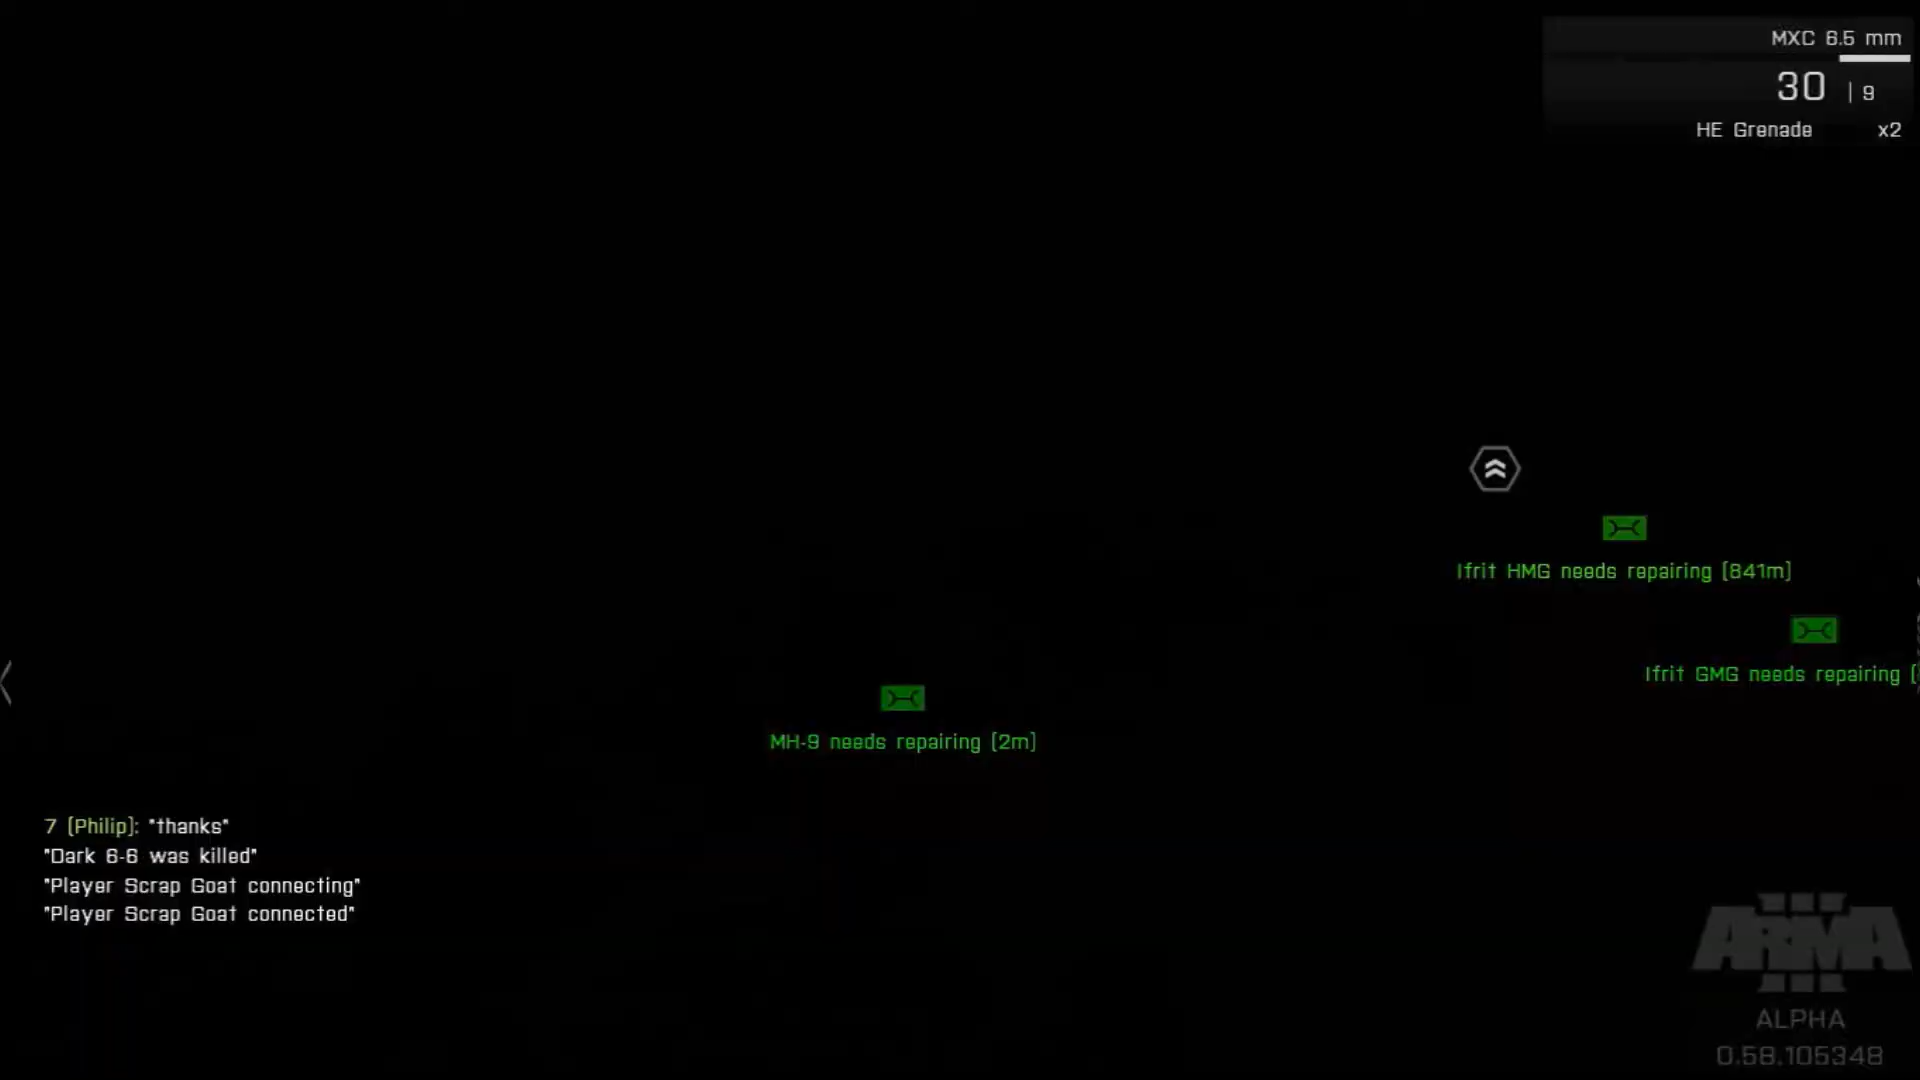 MXC 6.5 mm
30 | 9
HE Grenade x2
Ifrit HMG needs repairing [841m]
Ifrit GMG needs repairing [
MH-9 needs repairing [2m]
7 [Philip]: "thanks"
"Dark 6-6 was killed"
"Player Scrap Goat connecting"
"Player Scrap Goat connected"
ARMA III
ALPHA
0.58.105348